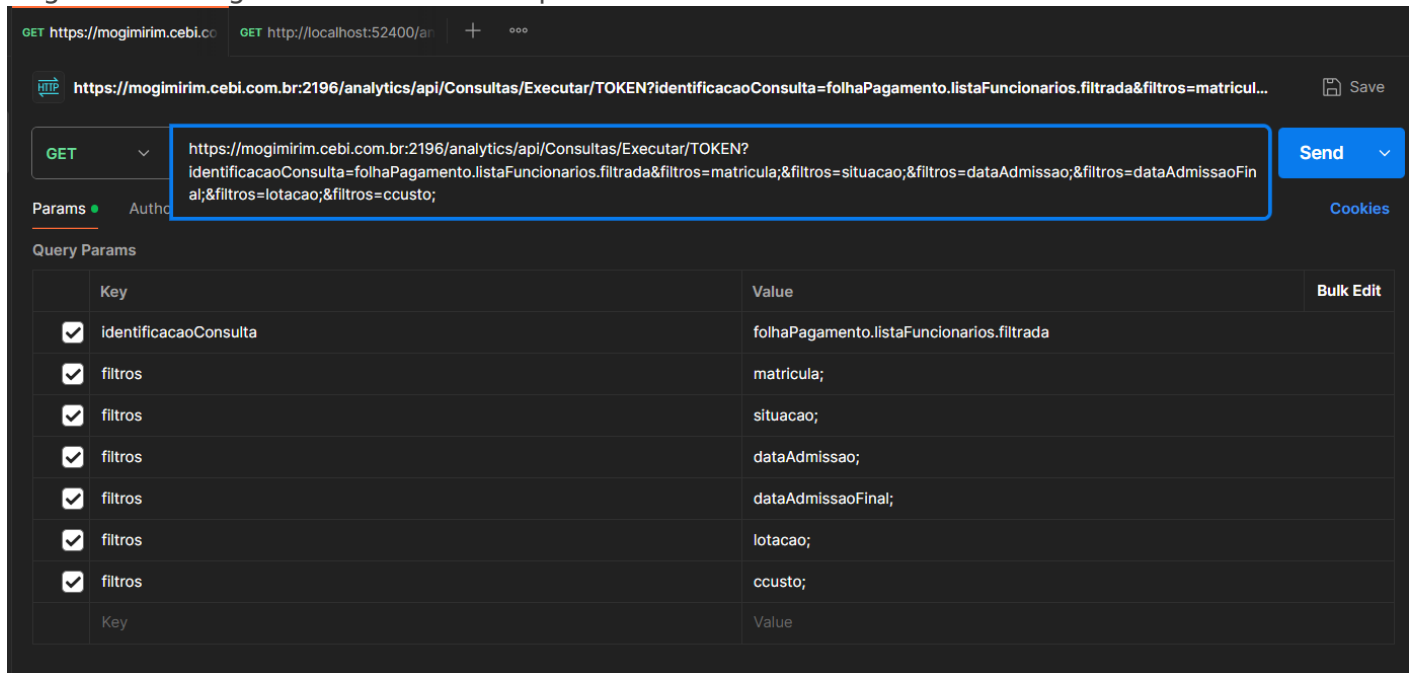 GET https://mogimirim.cebi.co GET http://localhost:52400/an
HTTP https://mogimirim.cebi.com.br:2196/analytics/api/Consultas/Executar/TOKEN?identificacaoConsulta=folhaPagamento.listaFuncionarios.filtrada&filtros=matricul... Save
GET
https://mogimirim.cebi.com.br:2196/analytics/api/Consultas/Executar/TOKEN?
identificacaoConsulta=folhaPagamento.listaFuncionarios.filtrada&filtros=matricula;&filtros=situacao;&filtros=dataAdmissao;&filtros=dataAdmissaoFin
al;&filtros=lotacao;&filtros=ccusto;
Send
Params Autho Cookies
Query Params
Key Value Bulk Edit
identificacaoConsulta folhaPagamento.listaFuncionarios.filtrada
filtros matricula;
filtros situacao;
filtros dataAdmissao;
filtros dataAdmissaoFinal;
filtros lotacao;
filtros ccusto;
Key Value